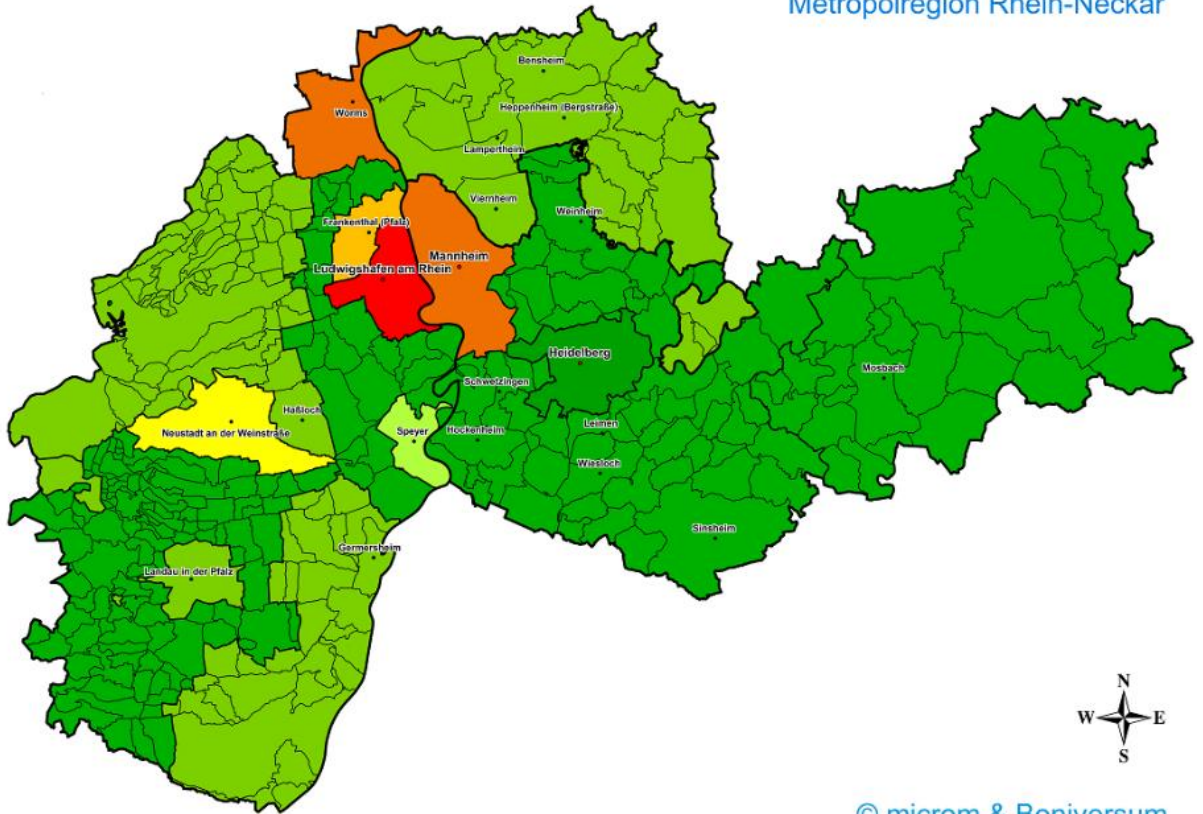 Metropolregion Rhein-Neckar
Bensheim
Worms
Heppenheim (Bergstraße)
Lampertheim
Viernheim
Weinheim
Frankenthal (Pfalz)
Mannheim
Ludwigshafen am Rhein
Heidelberg
Mosbach
Schwetzingen
Haßloch
Neustadt an der Weinstraße
Speyer
Hockenheim
Leimen
Wiesloch
Sinsheim
Germersheim
Landau in der Pfalz
N
W E
S
© microm & Boniversum